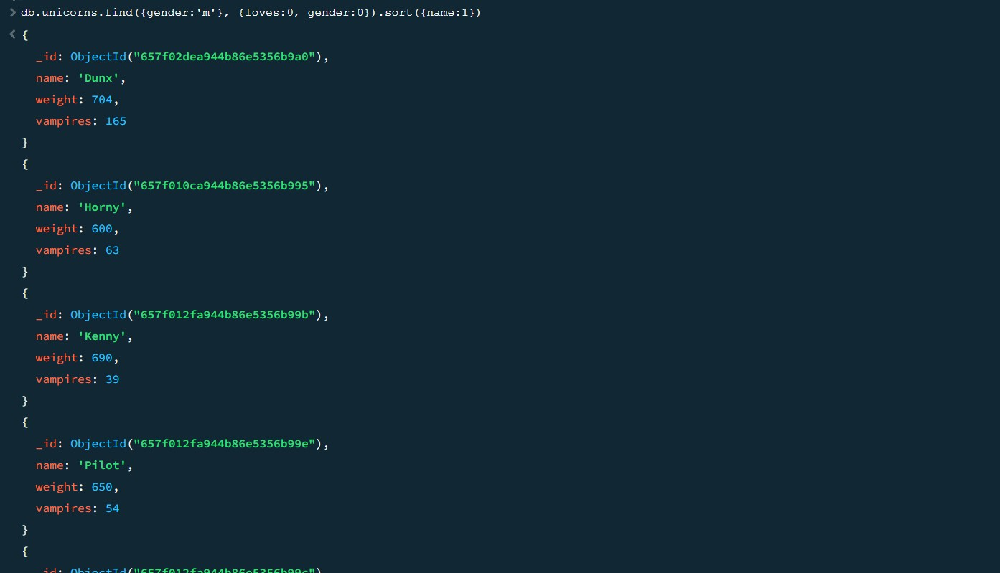 db.unicorns.find({gender:'m'}, {loves:0, gender:0}).sort({name:1})
{
_id: ObjectId("657f02dea944b86e5356b9a0"),
name: 'Dunx',
weight: 704,
vampires: 165
}
{
_id: ObjectId("657f010ca944b86e5356b995"),
name: 'Horny',
weight: 600,
vampires: 63
}
{
_id: ObjectId("657f012fa944b86e5356b99b"),
name: 'Kenny',
weight: 690,
vampires: 39
}
{
_id: ObjectId("657f012fa944b86e5356b99e"),
name: 'Pilot',
weight: 650,
vampires: 54
}
{
_id: ObjectId("657f012fa944b86e5356b99c"),